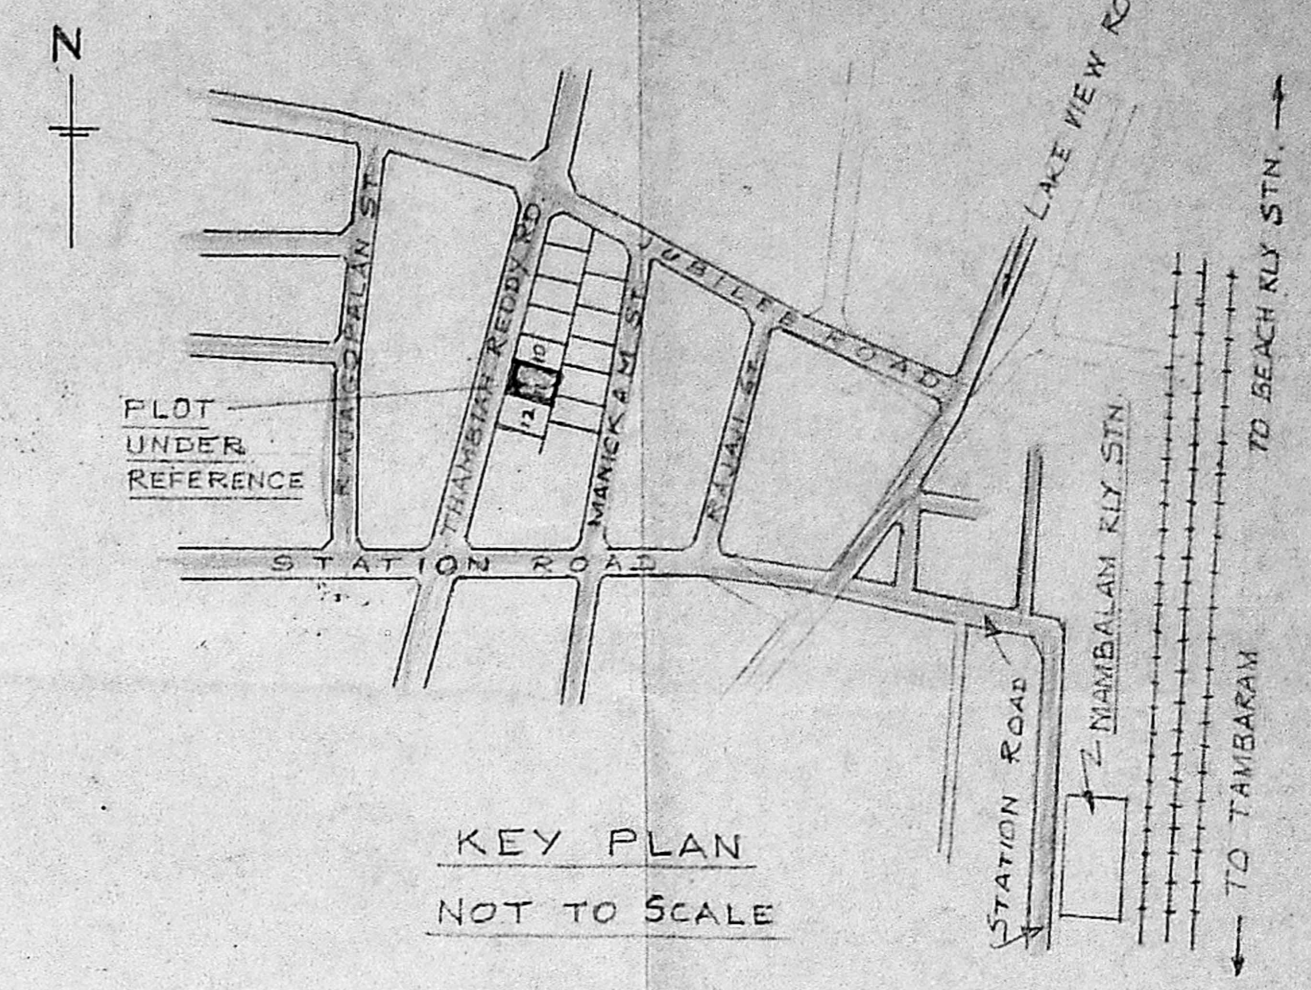 N
LAKE VIEW
RAJAGOPALAN ST
THAMBIAH REDDY RD.
JUBILEE ROAD
MANICKAM ST
RAJAJI ST
10
12
PLOT
UNDER
REFERENCE
STATION ROAD
TO BEACH RLY STN.
MAMBALAM RLY STN.
STATION ROAD
TO TAMBARAM
KEY PLAN
NOT TO SCALE